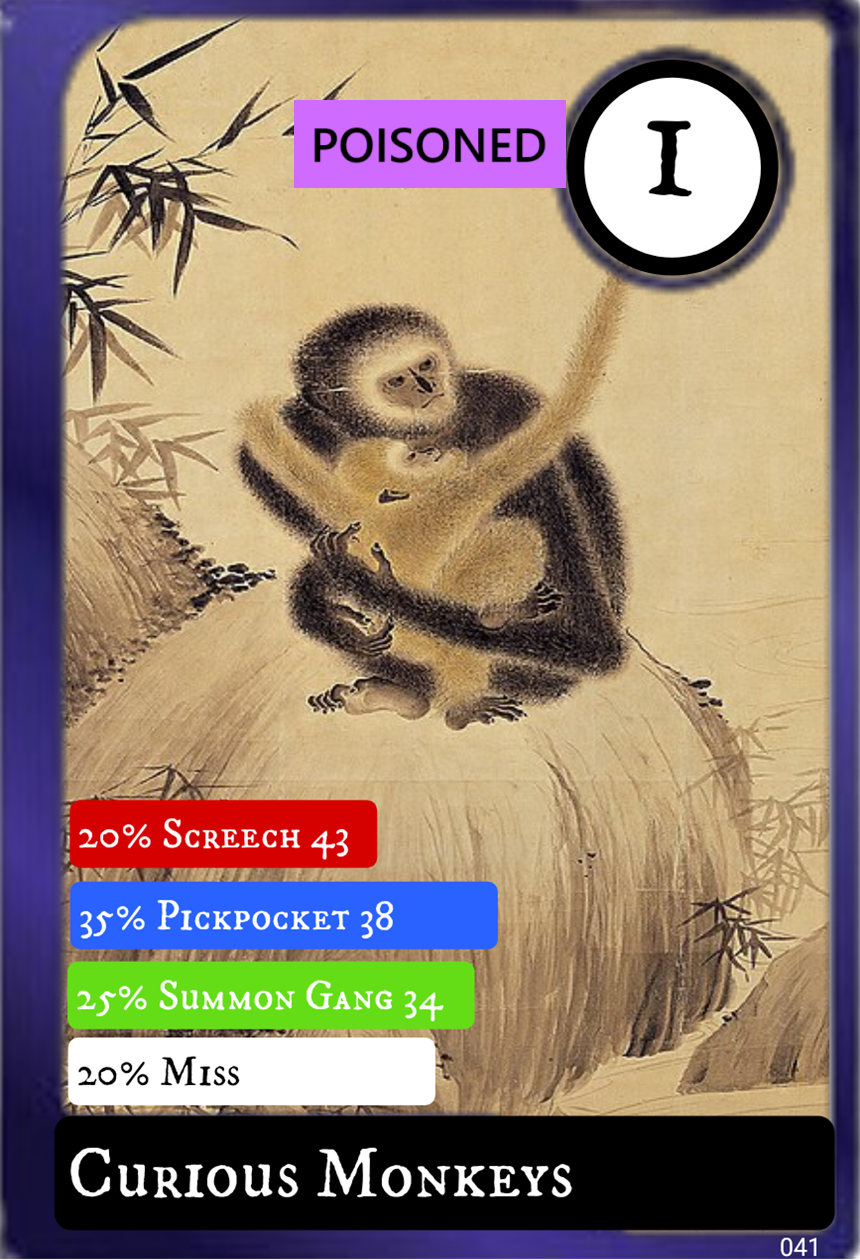 POISONED
I
20% Screech 43
35% Pickpocket 38
25% Summon Gang 34
20% Miss
Curious Monkeys
041